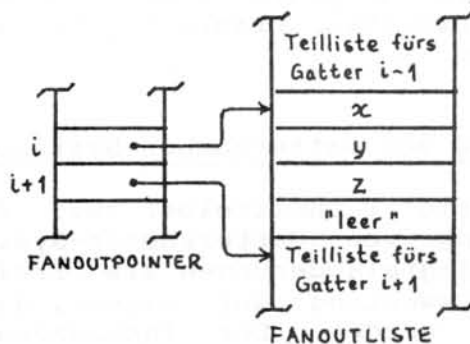 Teilliste fürs
Gatter i-1
x
i
y
i+1
z
"leer"
Teilliste fürs
Gatter i+1
FANOUTPOINTER
FANOUTLISTE